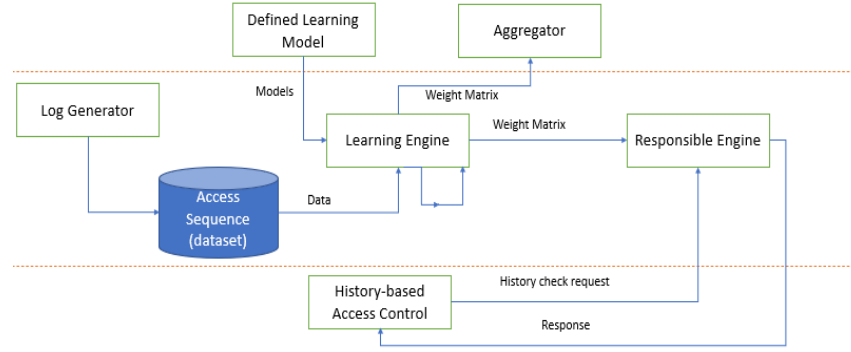 Defined Learning
Model
Aggregator
Models
Weight Matrix
Log Generator
Learning Engine
Weight Matrix
Responsible Engine
Access
Sequence
(dataset)
Data
History-based
Access Control
History check request
Response